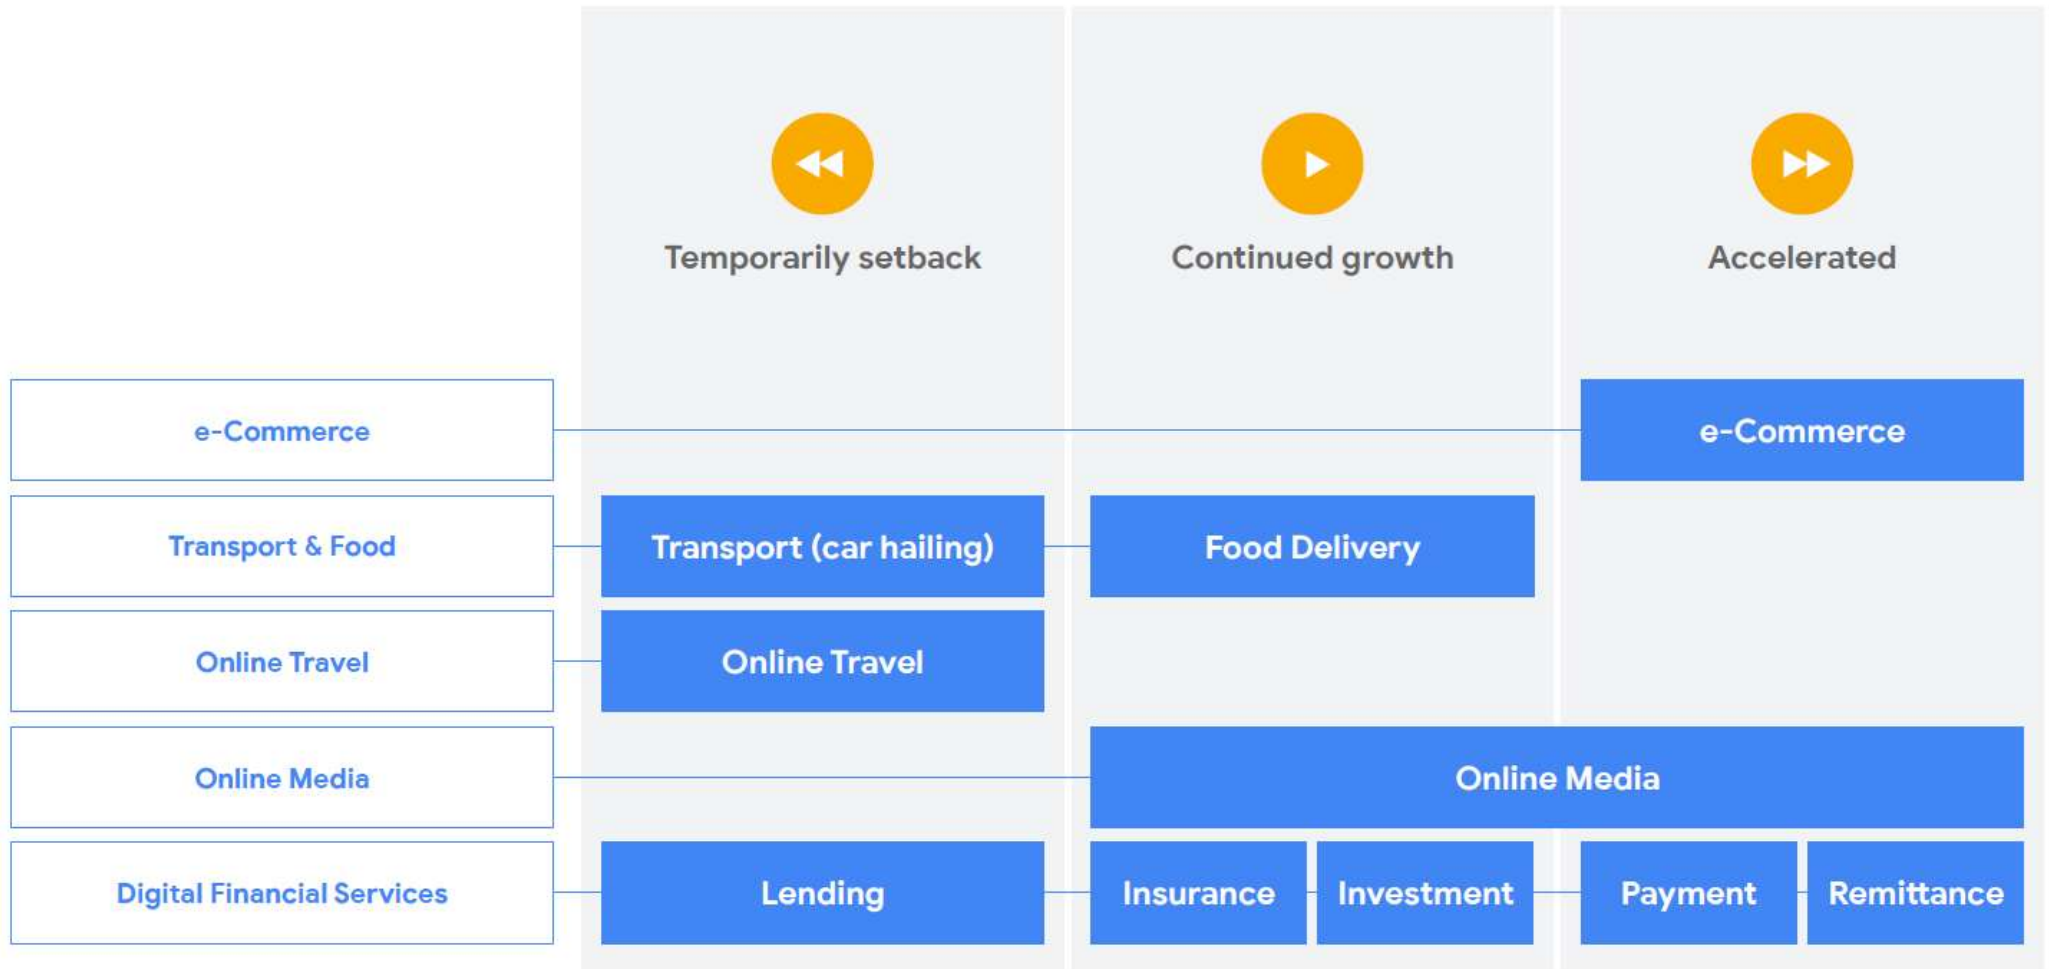 Temporarily setback
Continued growth
Accelerated
e-Commerce
e-Commerce
Transport & Food
Transport (car hailing)
Food Delivery
Online Travel
Online Travel
Online Media
Online Media
Digital Financial Services
Lending
Insurance
Investment
Payment
Remittance